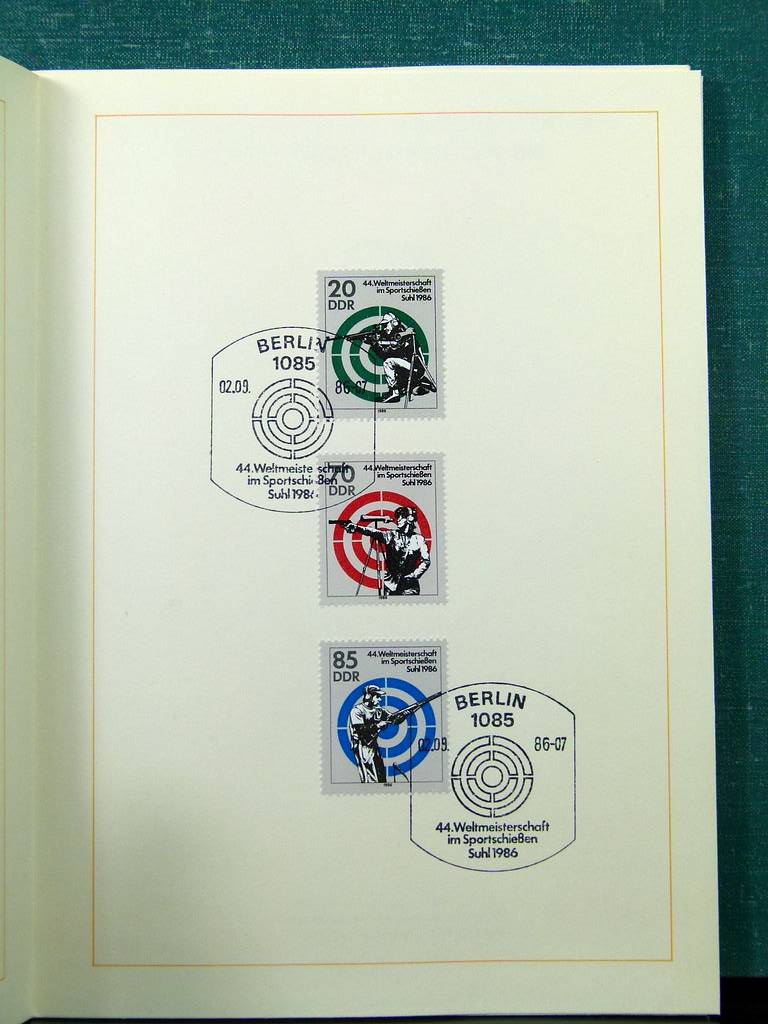 20
DDR
44.Weltmeisterschaft
im Sportschießen
Suhl 1986
1986
BERLIN
1085
02.09. 86-07
44.Weltmeisterschaft
im Sportschießen
Suhl 1986
70
DDR
44.Weltmeisterschaft
im Sportschießen
Suhl 1986
1986
85
DDR
44.Weltmeisterschaft
im Sportschießen
Suhl 1986
1986
BERLIN
1085
02.09. 86-07
44.Weltmeisterschaft
im Sportschießen
Suhl 1986